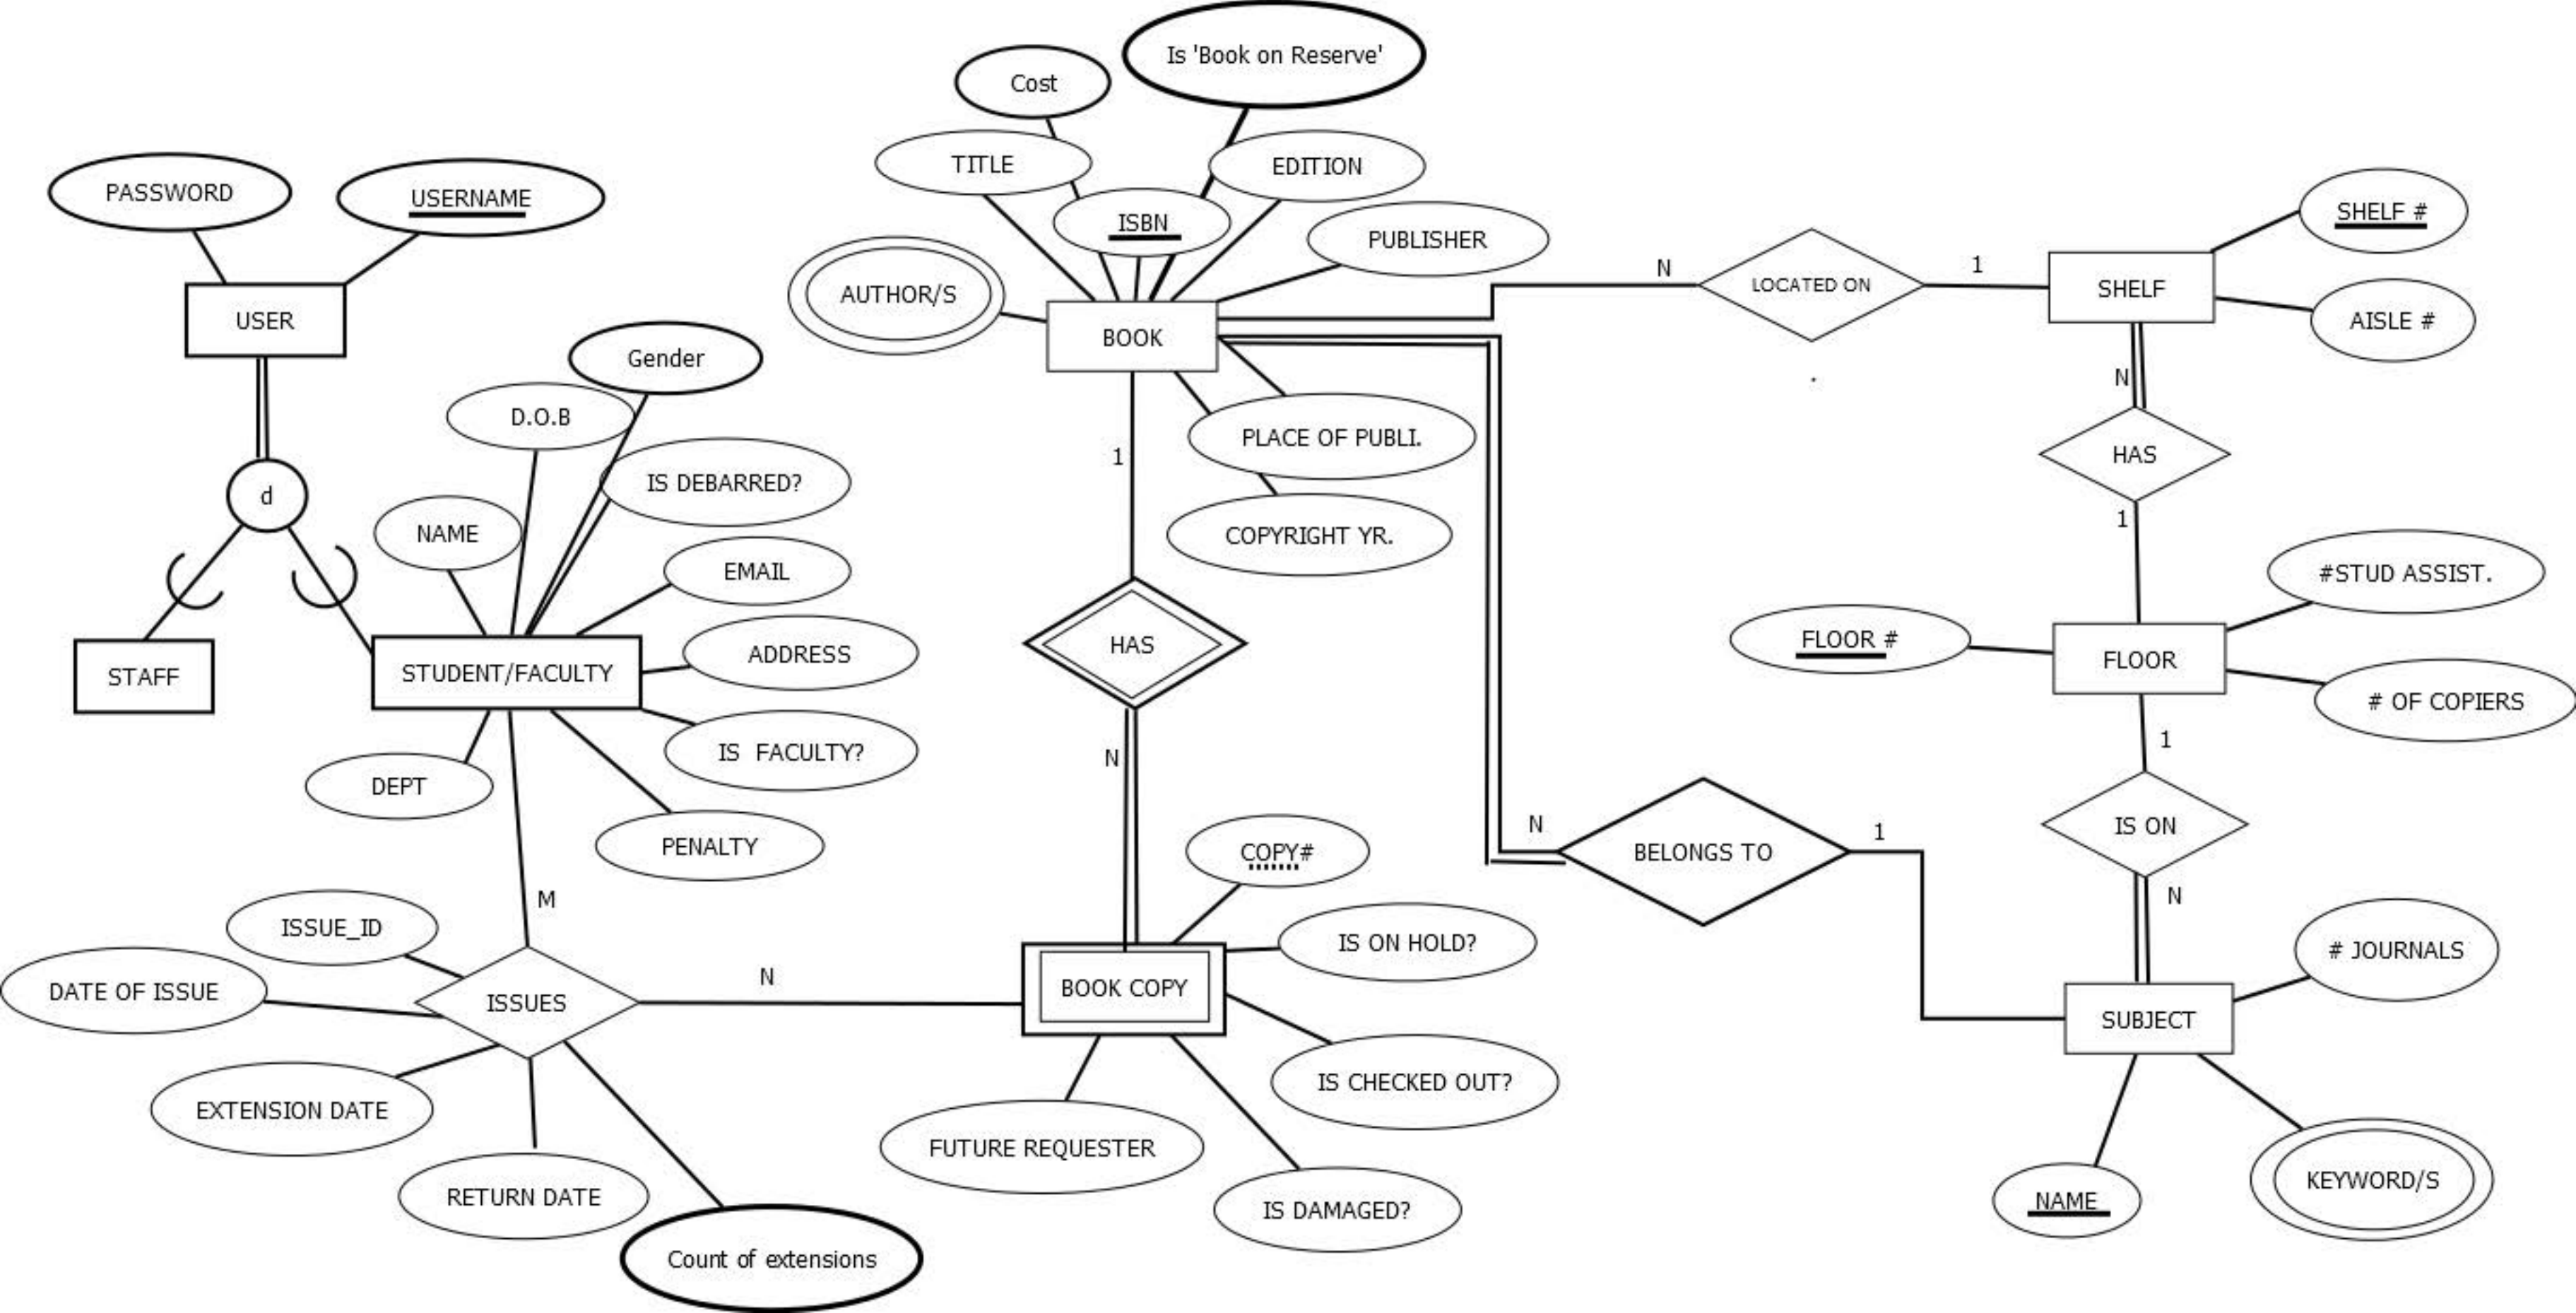 Is 'Book on Reserve'
Cost
TITLE
EDITION
PASSWORD
USERNAME
ISBN
SHELF #
PUBLISHER
AUTHOR/S
N
LOCATED ON
1
SHELF
AISLE #
USER
BOOK
Gender
N
D.O.B
PLACE OF PUBLI.
1
HAS
IS DEBARRED?
d
NAME
COPYRIGHT YR.
1
EMAIL
#STUD ASSIST.
FLOOR #
HAS
ADDRESS
FLOOR
STAFF
STUDENT/FACULTY
# OF COPIERS
IS  FACULTY?
N
1
DEPT
PENALTY
COPY#
N
BELONGS TO
1
IS ON
M
N
ISSUE_ID
IS ON HOLD?
# JOURNALS
DATE OF ISSUE
ISSUES
N
BOOK COPY
SUBJECT
IS CHECKED OUT?
EXTENSION DATE
FUTURE REQUESTER
RETURN DATE
IS DAMAGED?
NAME
KEYWORD/S
Count of extensions